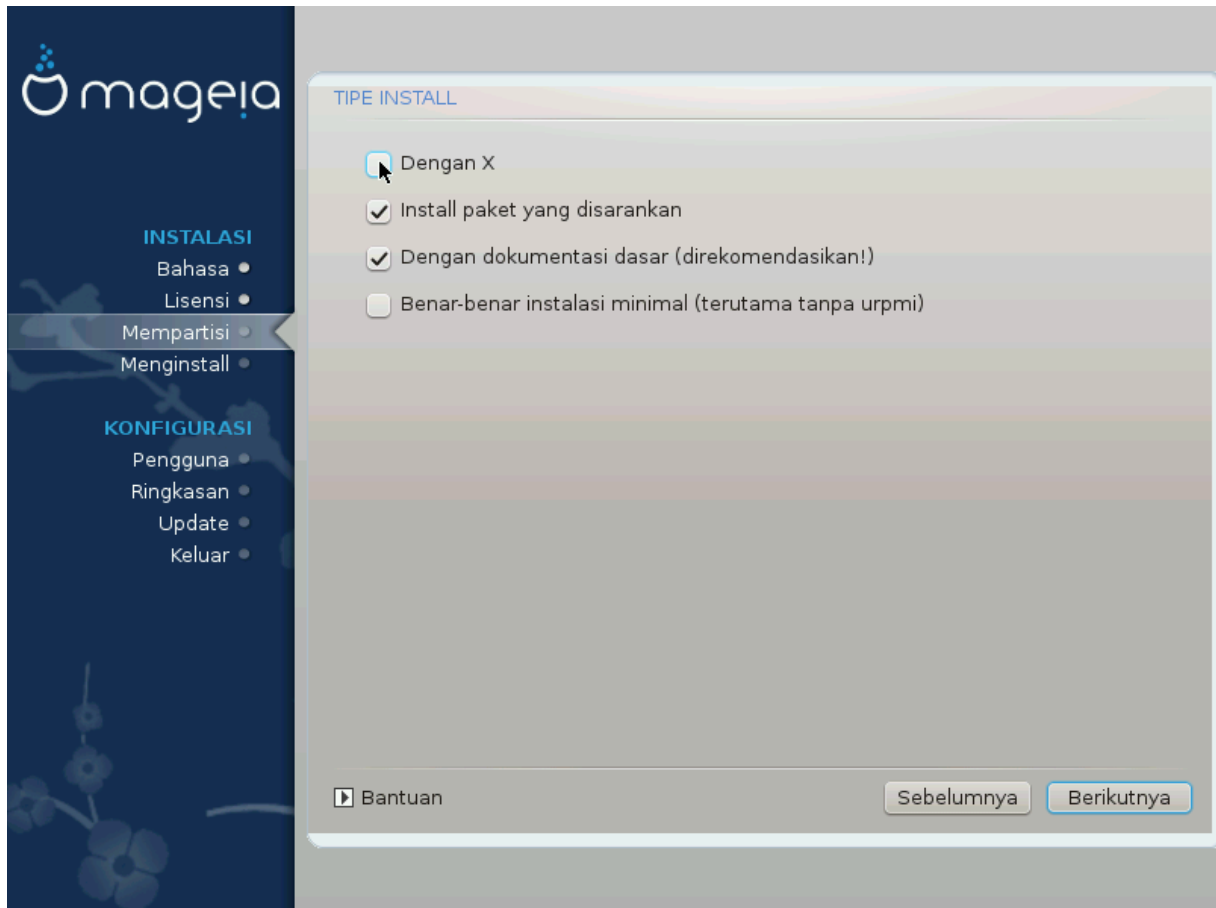 mageia
INSTALASI
Bahasa
Lisensi
Mempartisi
Menginstall
KONFIGURASI
Pengguna
Ringkasan
Update
Keluar
TIPE INSTALL
Dengan X
Install paket yang disarankan
Dengan dokumentasi dasar (direkomendasikan!)
Benar-benar instalasi minimal (terutama tanpa urpmi)
Bantuan
Sebelumnya
Berikutnya